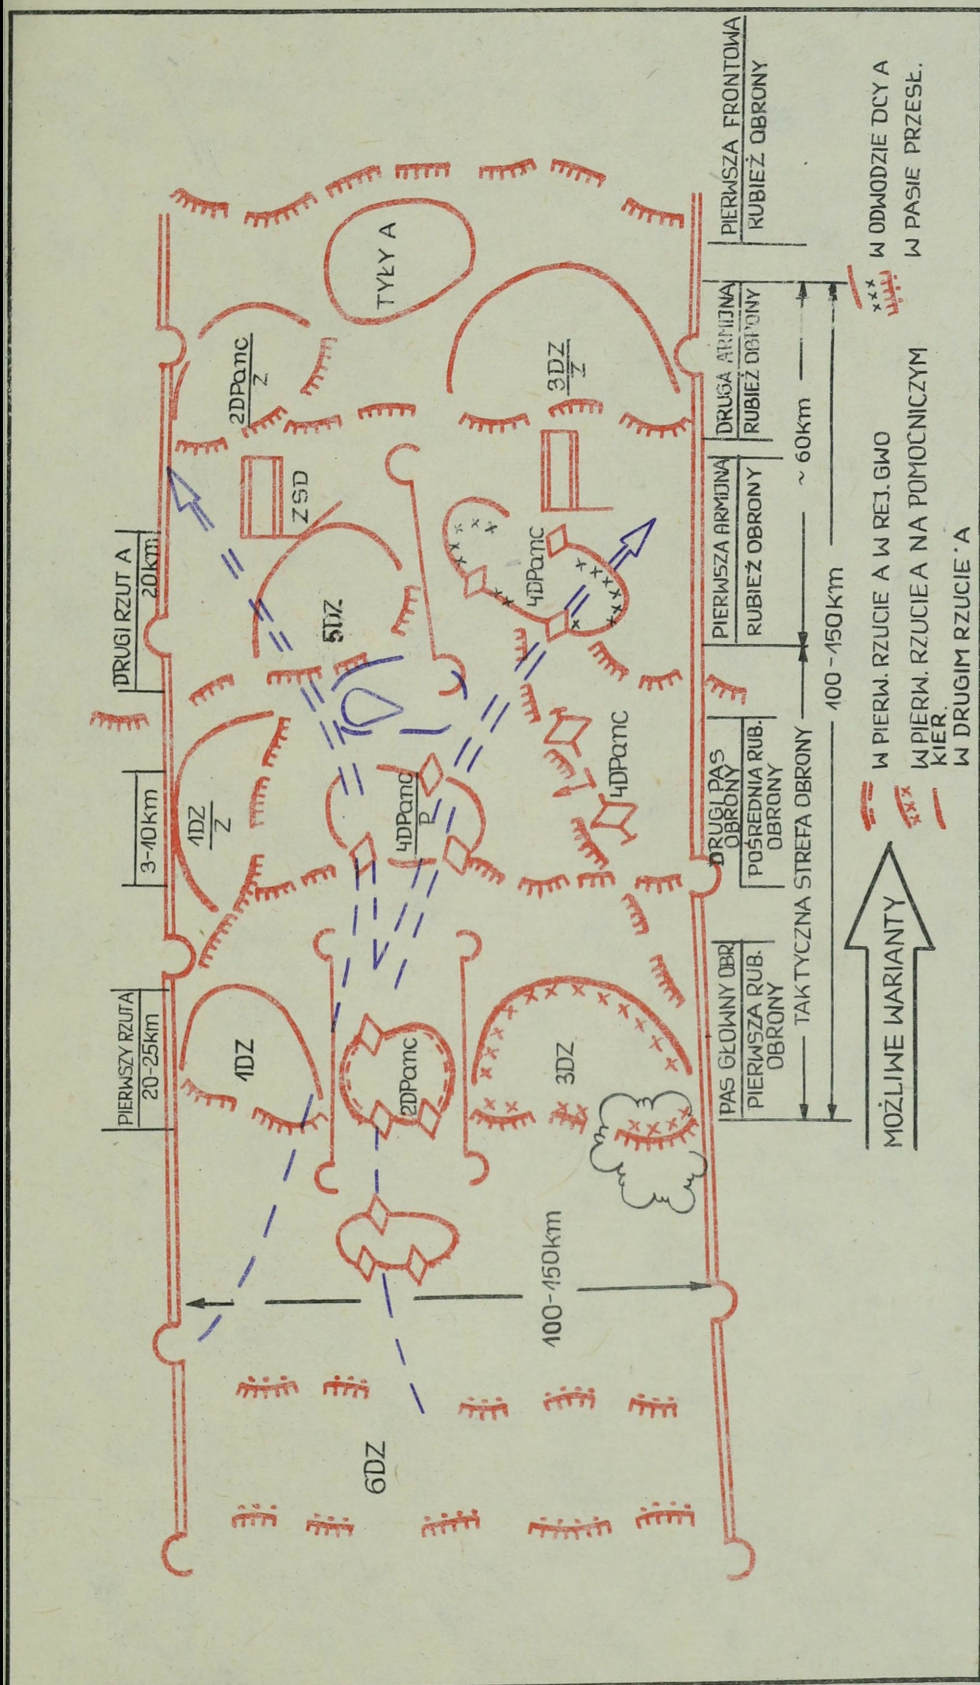 PIERWSZY RZUTA
20-25km
3-10km
DRUGI RZUT A
20km
6DZ
100-150km
1DZ
2DPanc
3DZ
1DZ
Z
4DPanc
P
4DPanc
5DZ
4DPanc
ZSD
2DPanc
Z
3DZ
Z
TYŁY A
PAS GŁÓWNY OBR
PIERWSZA RUB.
OBRONY
DRUGI PAS
OBRONY
POŚREDNIA RUB.
OBRONY
PIERWSZA ARMIJNA
RUBIEŻ OBRONY
DRUGA ARMIJNA
RUBIEŻ OBRONY
PIERWSZA FRONTOWA
RUBIEŻ OBRONY
TAKTYCZNA STREFA OBRONY
~ 60km
100-150km
MOŻLIWE WARIANTY
W PIERW. RZUCIE A W REJ. GWO
W PIERW. RZUCIE A NA POMOCNICZYM
KIER.
W DRUGIM RZUCIE A
W ODWODZIE DCY A
W PASIE PRZESŁ.